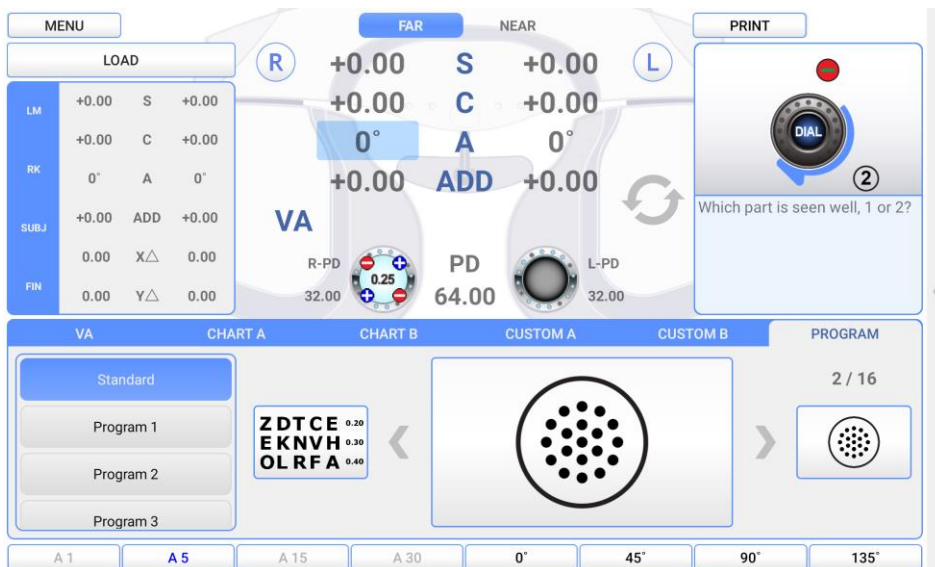 MENU FAR NEAR PRINT
LOAD
R +0.00 S +0.00 L
+0.00 C +0.00
0° A 0°
+0.00 ADD +0.00
VA
R-PD 0.25 PD L-PD
32.00 64.00 32.00
LM +0.00 S +0.00
+0.00 C +0.00
RK 0° A 0°
SUBJ +0.00 ADD +0.00
0.00 X△ 0.00
FIN 0.00 Y△ 0.00
DIAL
②
Which part is seen well, 1 or 2?
VA CHART A CHART B CUSTOM A CUSTOM B PROGRAM
Standard
Program 1
Program 2
Program 3
Z D T C E 0.20
E K N V H 0.30
O L R F A 0.40
2 / 16
A 1 A 5 A 15 A 30 0° 45° 90° 135°